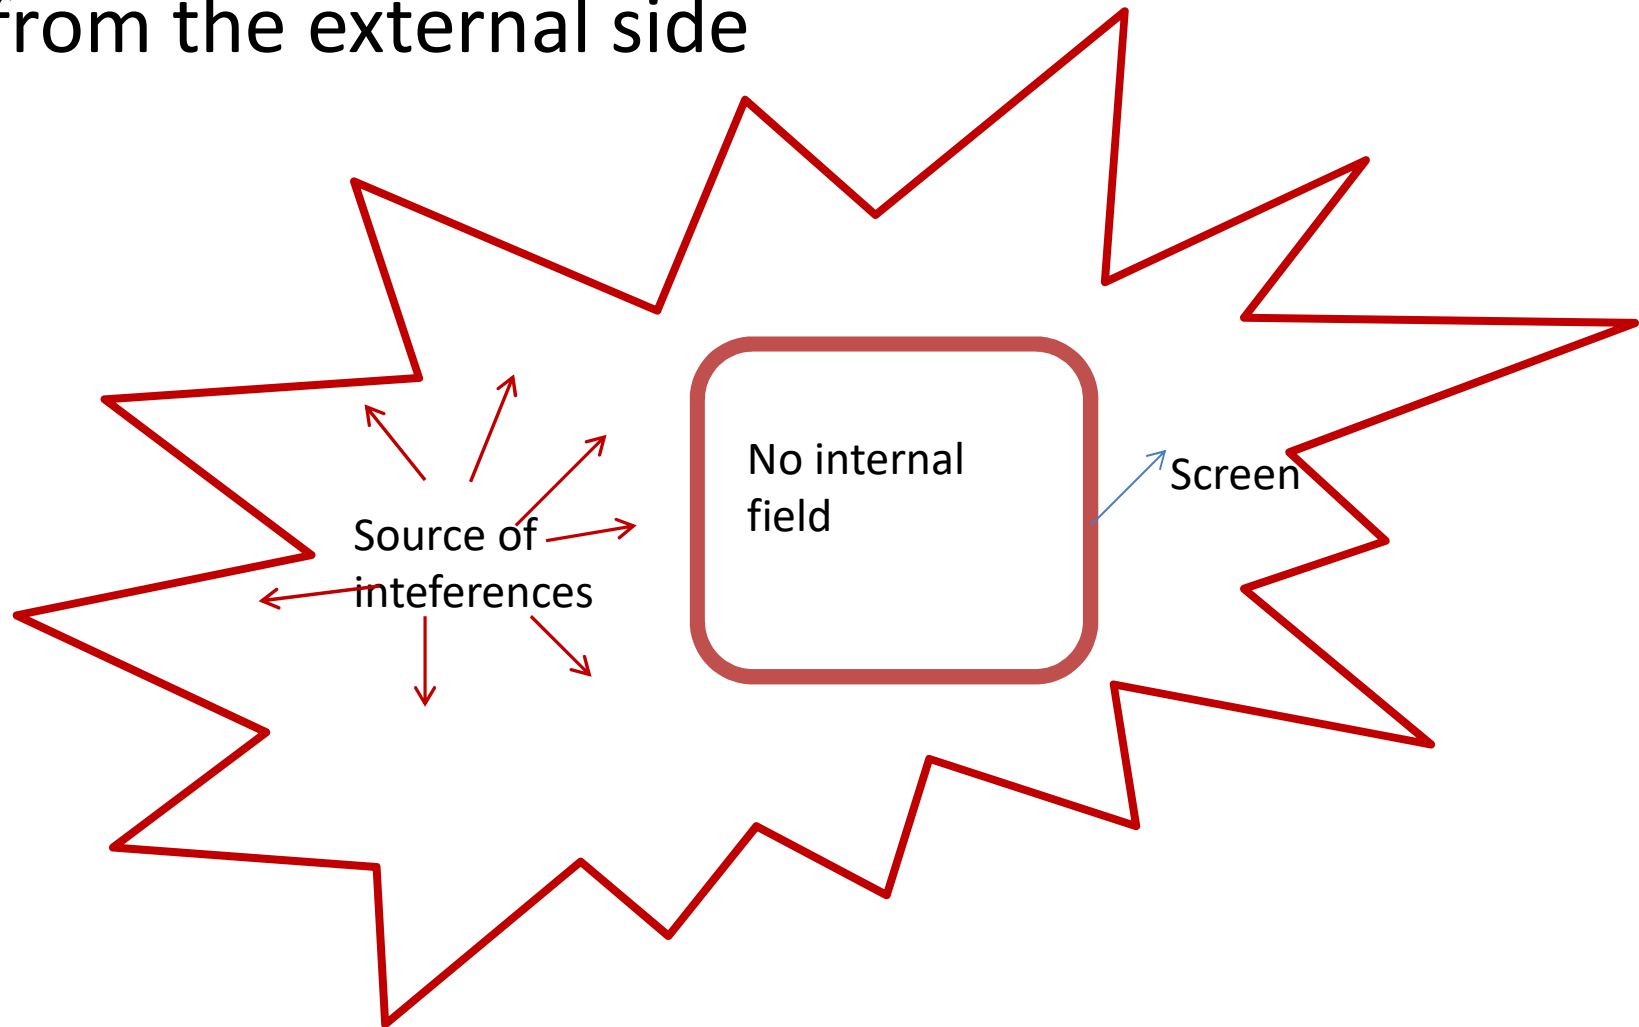 from the external side
No internal
field
Screen
Source of
inteferences